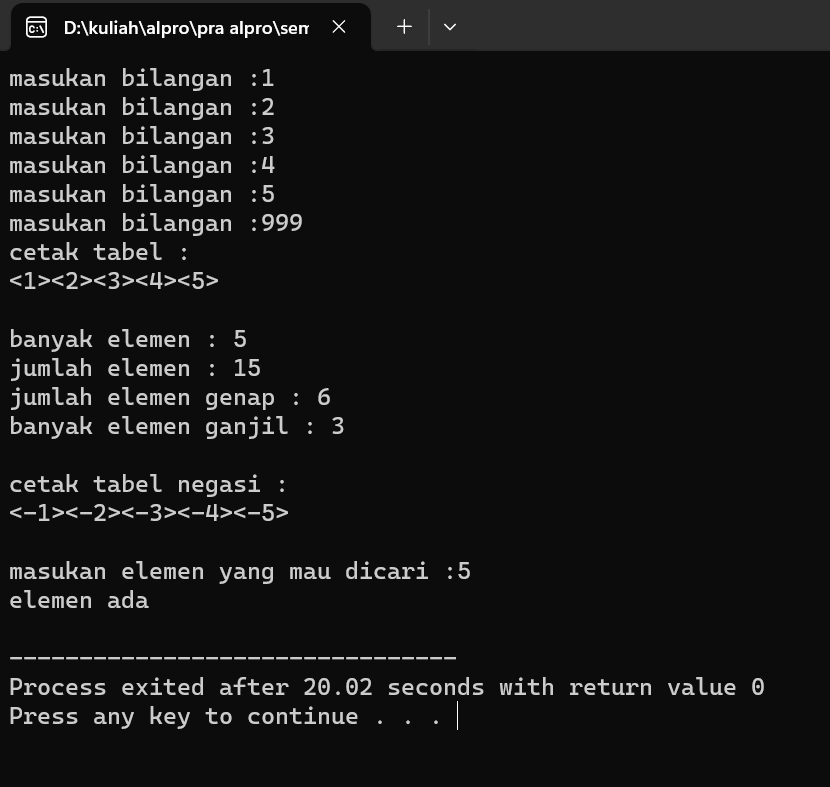 D:\kuliah\alpro\pra alpro\sem
masukan bilangan :1
masukan bilangan :2
masukan bilangan :3
masukan bilangan :4
masukan bilangan :5
masukan bilangan :999
cetak tabel :
<1><2><3><4><5>
banyak elemen : 5
jumlah elemen : 15
jumlah elemen genap : 6
banyak elemen ganjil : 3
cetak tabel negasi :
<-1><-2><-3><-4><-5>
masukan elemen yang mau dicari :5
elemen ada
--------------------------------
Process exited after 20.02 seconds with return value 0
Press any key to continue . . .